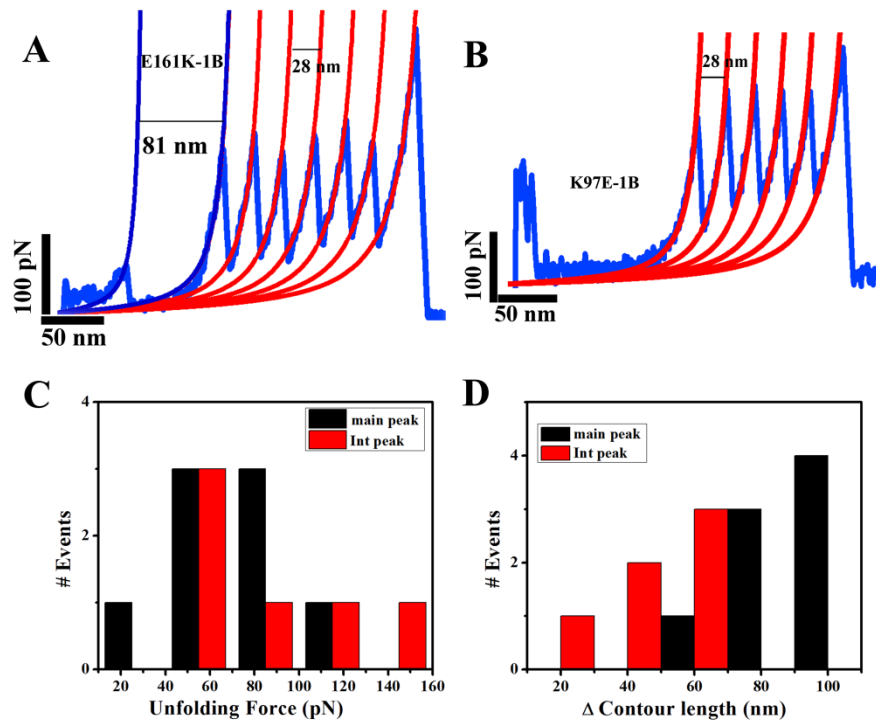 A
E161K-1B
28 nm
81 nm
100 pN
50 nm
B
28 nm
K97E-1B
100 pN
50 nm
C
main peak
Int peak
4
2
0
# Events
20 40 60 80 100 120 140 160
Unfolding Force (pN)
D
main peak
Int peak
4
2
0
# Events
20 40 60 80 100
Δ Contour length (nm)